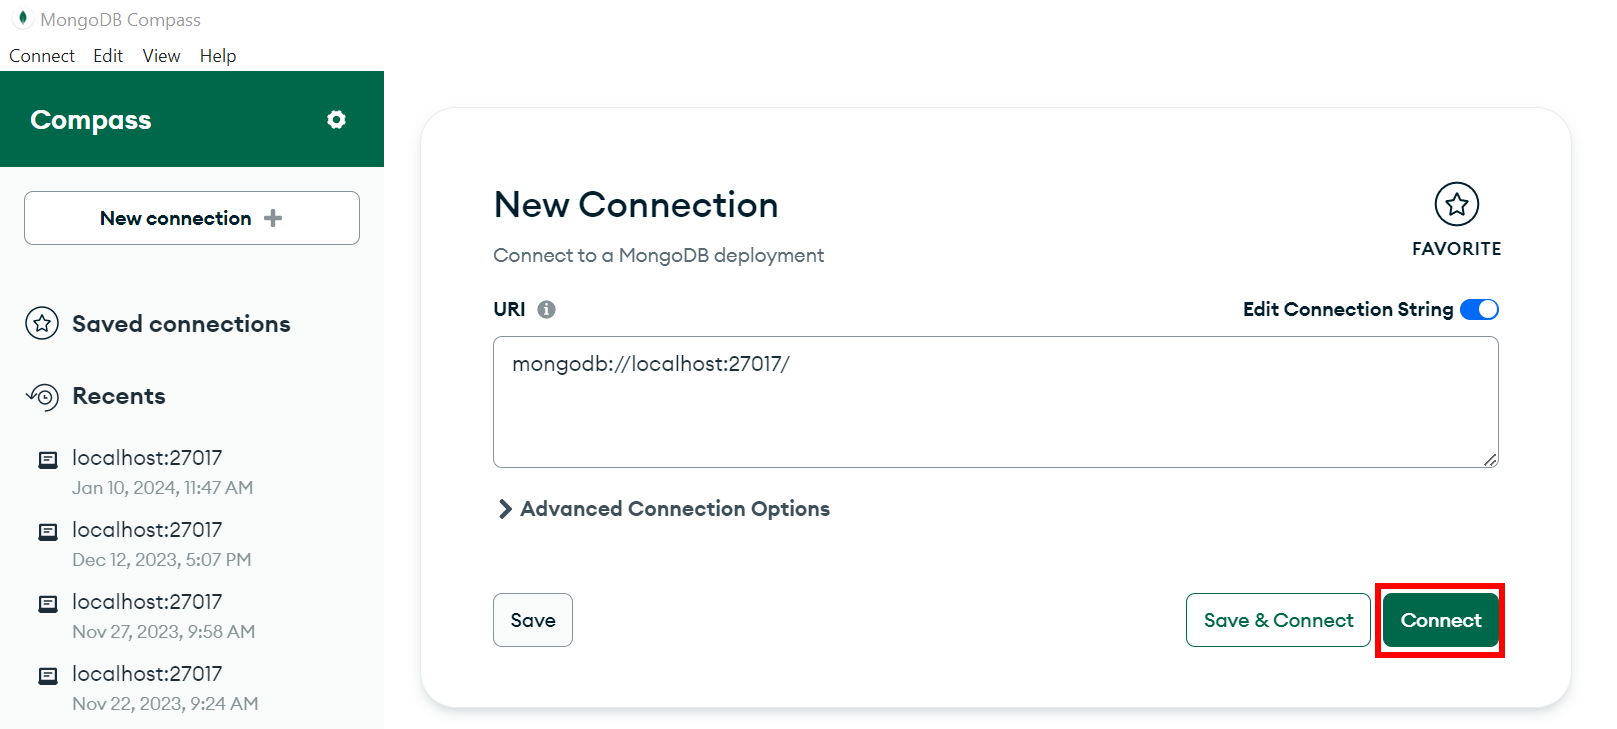 MongoDB Compass
Connect Edit View Help
Compass
New connection
Saved connections
Recents
localhost:27017
Jan 10, 2024, 11:47 AM
localhost:27017
Dec 12, 2023, 5:07 PM
localhost:27017
Nov 27, 2023, 9:58 AM
localhost:27017
Nov 22, 2023, 9:24 AM
New Connection
Connect to a MongoDB deployment
FAVORITE
URI
Edit Connection String
mongodb://localhost:27017/
Advanced Connection Options
Save
Save & Connect
Connect